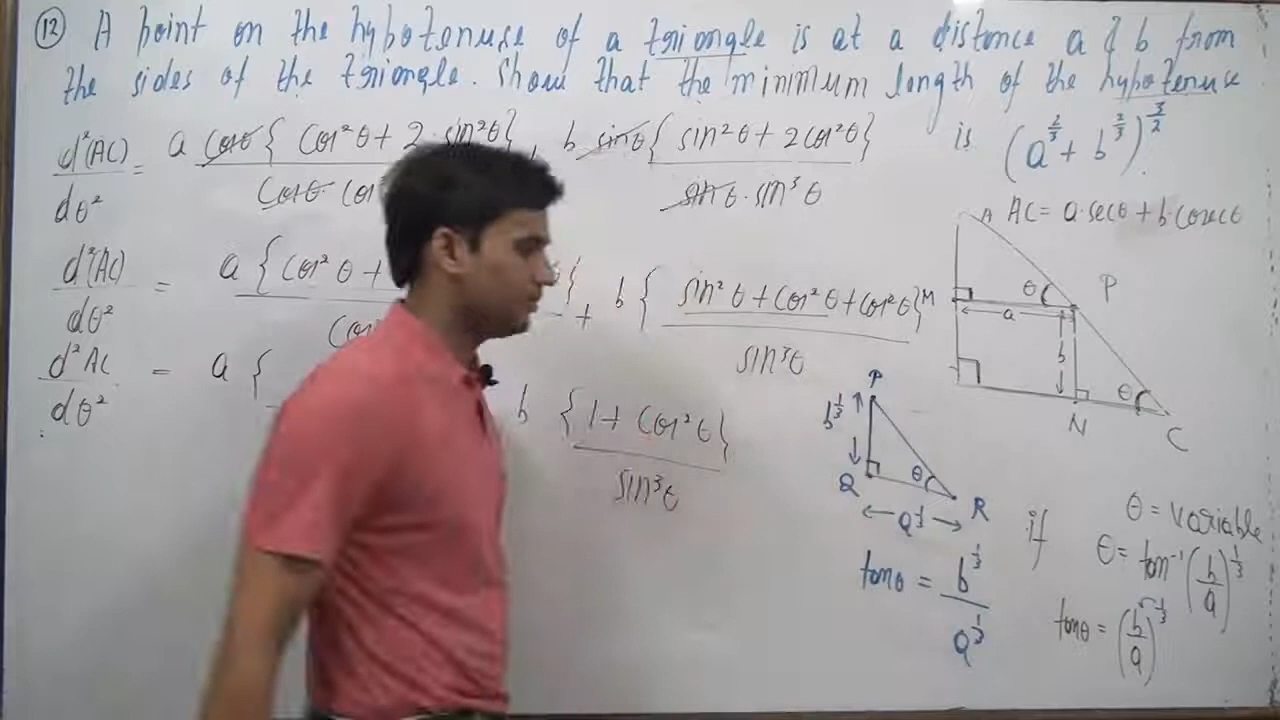 12 A point on the hypotenuse of a triangle is at a distance a & b from
the sides of the triangle. Show that the minimum length of the hypotenuse
is (a^{2/3} + b^{2/3})^{3/2}
d²(AC)/dθ² = a cosθ { cos²θ + 2 · sin²θ} / cosθ · cos³ + b sinθ { sin²θ + 2cos²θ} / sinθ · sin³θ
d²(AC)/dθ² = a { cos²θ + } / cos + b { sin²θ + cos²θ + cos²θ } / sin³θ
d²AC/dθ² = a { b { 1 + cos²θ } / sin³θ
A AC = a·secθ + b·cosecθ
θ P
M a
b θ
N C
P
b^{1/3}
θ
Q R
a^{1/3}
tanθ = b^{1/3} / a^{1/3}
if θ = variable
θ = tan⁻¹(b/a)^{1/3}
tanθ = (b/a)^{1/3}